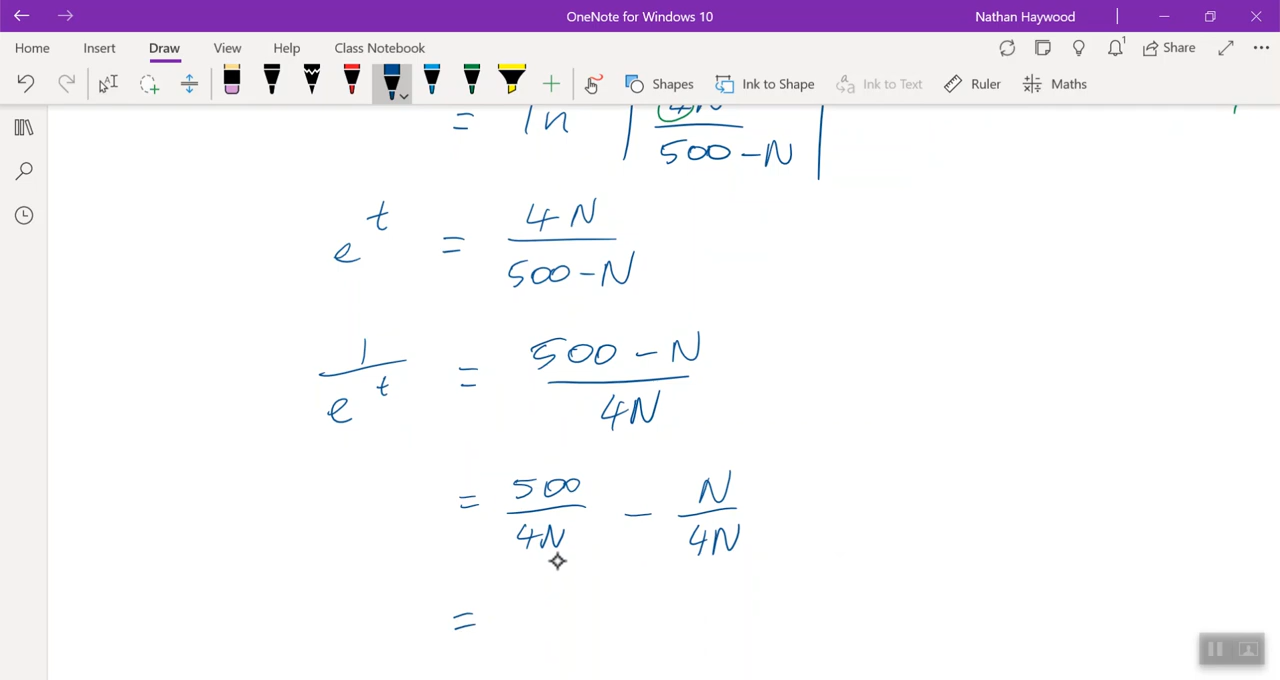 OneNote for Windows 10
Nathan Haywood
Home Insert Draw View Help Class Notebook
1 Share
Shapes Ink to Shape Ink to Text Ruler Maths
= ln | 4N / 500 - N |
e^t = 4N / 500 - N
1 / e^t = 500 - N / 4N
= 500 / 4N - N / 4N
=